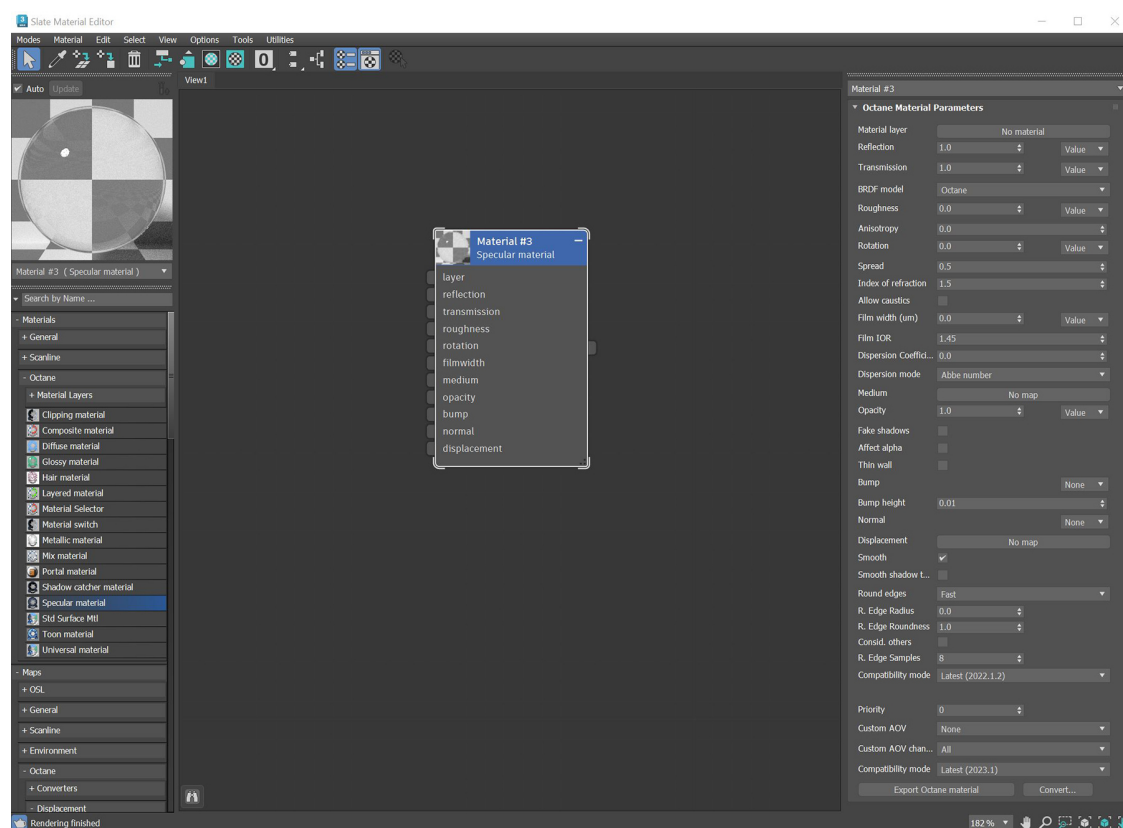 Slate Material Editor
Modes Material Edit Select View Options Tools Utilities
0
Auto Update
View1
Material #3 ( Specular material )
Search by Name ...
- Materials
+ General
+ Scanline
- Octane
+ Material Layers
Clipping material
Composite material
Diffuse material
Glossy material
Hair material
Layered material
Material Selector
Material switch
Metallic material
Mix material
Portal material
Shadow catcher material
Specular material
Std Surface Mtl
Toon material
Universal material
- Maps
+ OSL
+ General
+ Scanline
+ Environment
- Octane
+ Converters
- Displacement
Rendering finished
Material #3
Specular material
layer
reflection
transmission
roughness
rotation
filmwidth
medium
opacity
bump
normal
displacement
Material #3
Octane Material Parameters
Material layer No material
Reflection 1.0 Value
Transmission 1.0 Value
BRDF model Octane
Roughness 0.0 Value
Anisotropy 0.0
Rotation 0.0 Value
Spread 0.5
Index of refraction 1.5
Allow caustics
Film width (um) 0.0 Value
Film IOR 1.45
Dispersion Coeffici... 0.0
Dispersion mode Abbe number
Medium No map
Opacity 1.0 Value
Fake shadows
Affect alpha
Thin wall
Bump None
Bump height 0.01
Normal None
Displacement No map
Smooth
Smooth shadow t...
Round edges Fast
R. Edge Radius 0.0
R. Edge Roundness 1.0
Consid. others
R. Edge Samples 8
Compatibility mode Latest (2022.1.2)
Priority 0
Custom AOV None
Custom AOV chan... All
Compatibility mode Latest (2023.1)
Export Octane material Convert...
182 %